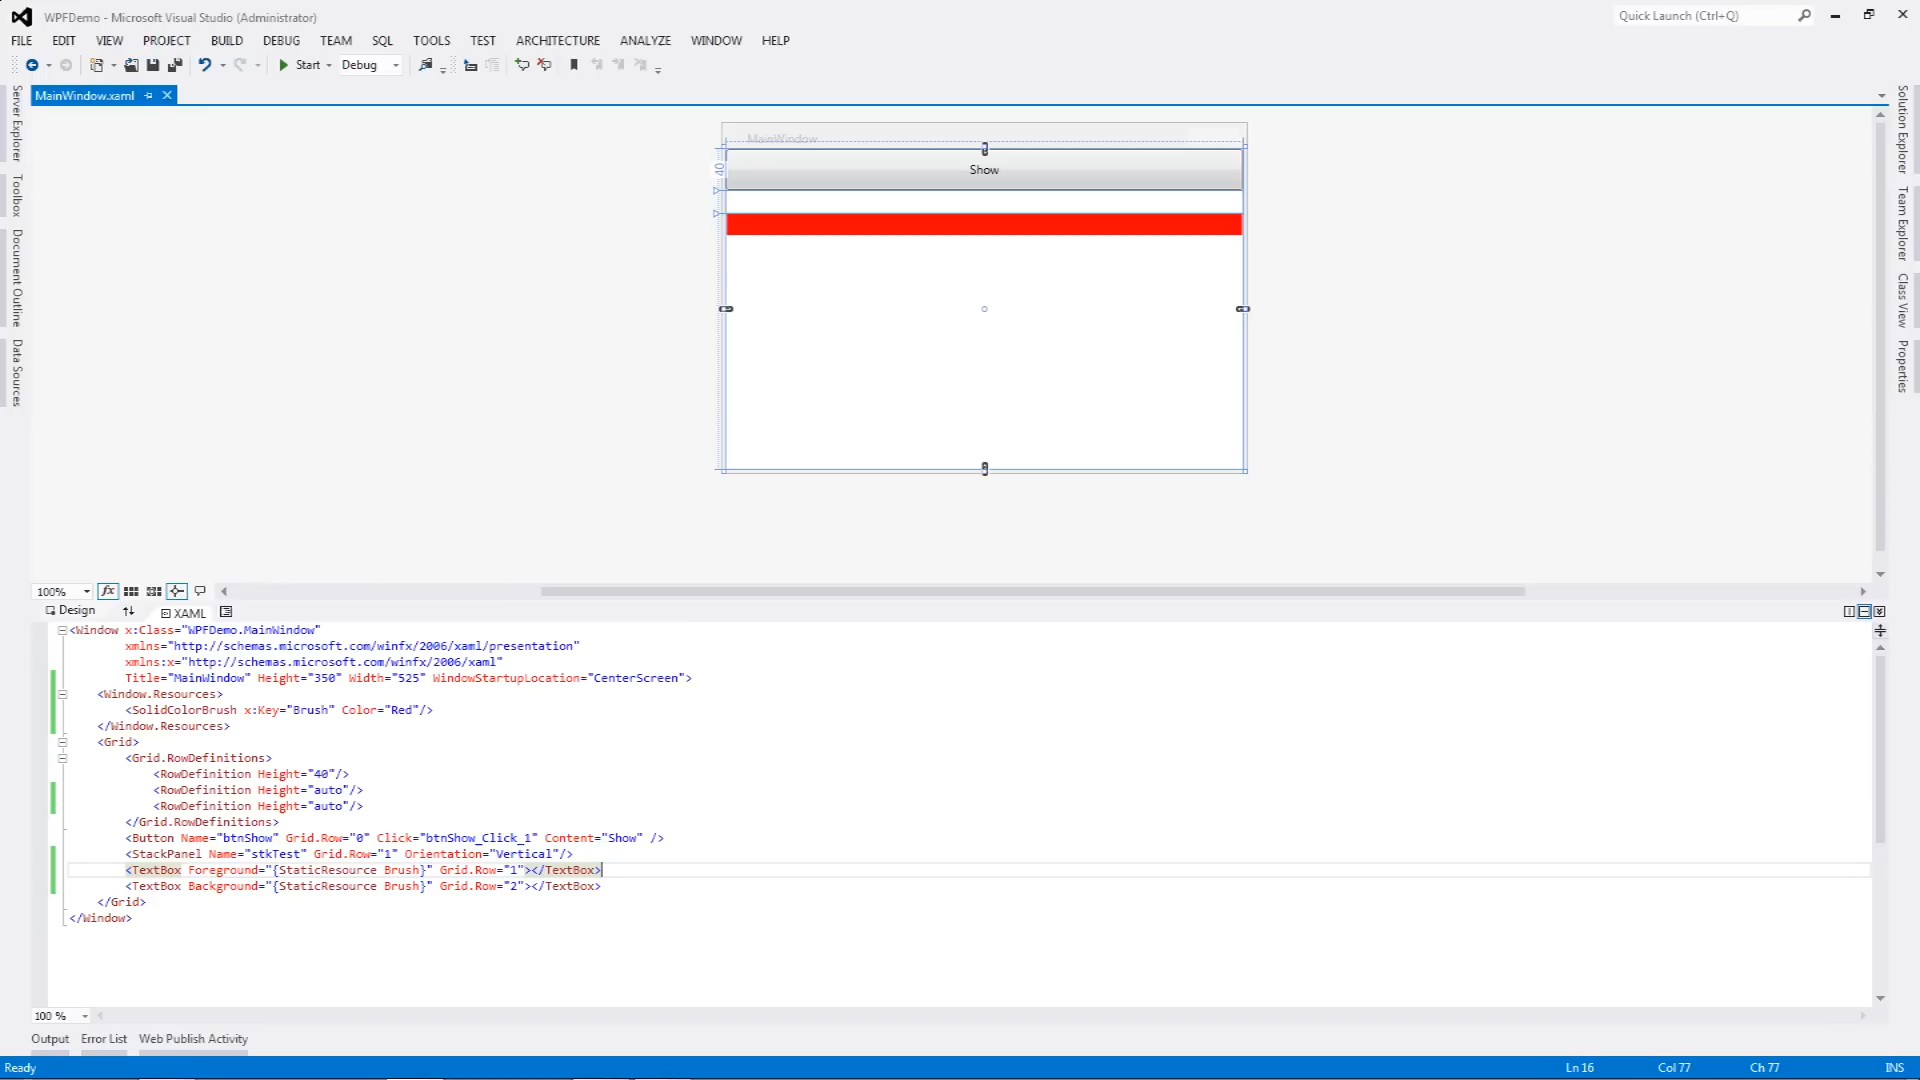 WPFDemo - Microsoft Visual Studio (Administrator)
Quick Launch (Ctrl+Q)
FILE EDIT VIEW PROJECT BUILD DEBUG TEAM SQL TOOLS TEST ARCHITECTURE ANALYZE WINDOW HELP
Start Debug
MainWindow.xaml
Server Explorer
Toolbox
Document Outline
Data Sources
Solution Explorer
Team Explorer
Class View
Properties
MainWindow
40
Show
100%
fx
Design
XAML
<Window x:Class="WPFDemo.MainWindow"
xmlns="http://schemas.microsoft.com/winfx/2006/xaml/presentation"
xmlns:x="http://schemas.microsoft.com/winfx/2006/xaml"
Title="MainWindow" Height="350" Width="525" WindowStartupLocation="CenterScreen">
<Window.Resources>
<SolidColorBrush x:Key="Brush" Color="Red"/>
</Window.Resources>
<Grid>
<Grid.RowDefinitions>
<RowDefinition Height="40"/>
<RowDefinition Height="auto"/>
<RowDefinition Height="auto"/>
</Grid.RowDefinitions>
<Button Name="btnShow" Grid.Row="0" Click="btnShow_Click_1" Content="Show" />
<StackPanel Name="stkTest" Grid.Row="1" Orientation="Vertical"/>
<TextBox Foreground="{StaticResource Brush}" Grid.Row="1"></TextBox>
<TextBox Background="{StaticResource Brush}" Grid.Row="2"></TextBox>
</Grid>
</Window>
100 %
Output Error List Web Publish Activity
Ready
Ln 16 Col 77 Ch 77 INS